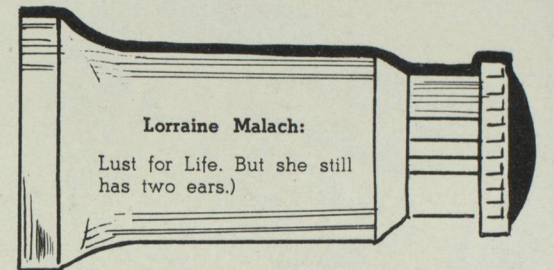 Lorraine Malach:
Lust for Life. But she still
has two ears.)